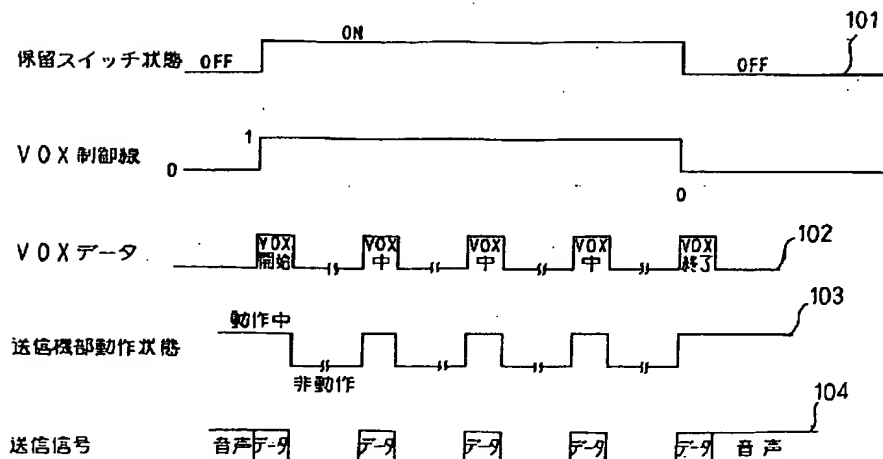 保留スイッチ状態 OFF ON OFF 101
VOX制御線 0 1 0
VOXデータ VOX開始 VOX中 VOX中 VOX中 VOX終了 102
送信機部動作状態 動作中 非動作 103
送信信号 音声 データ データ データ データ データ 音声 104